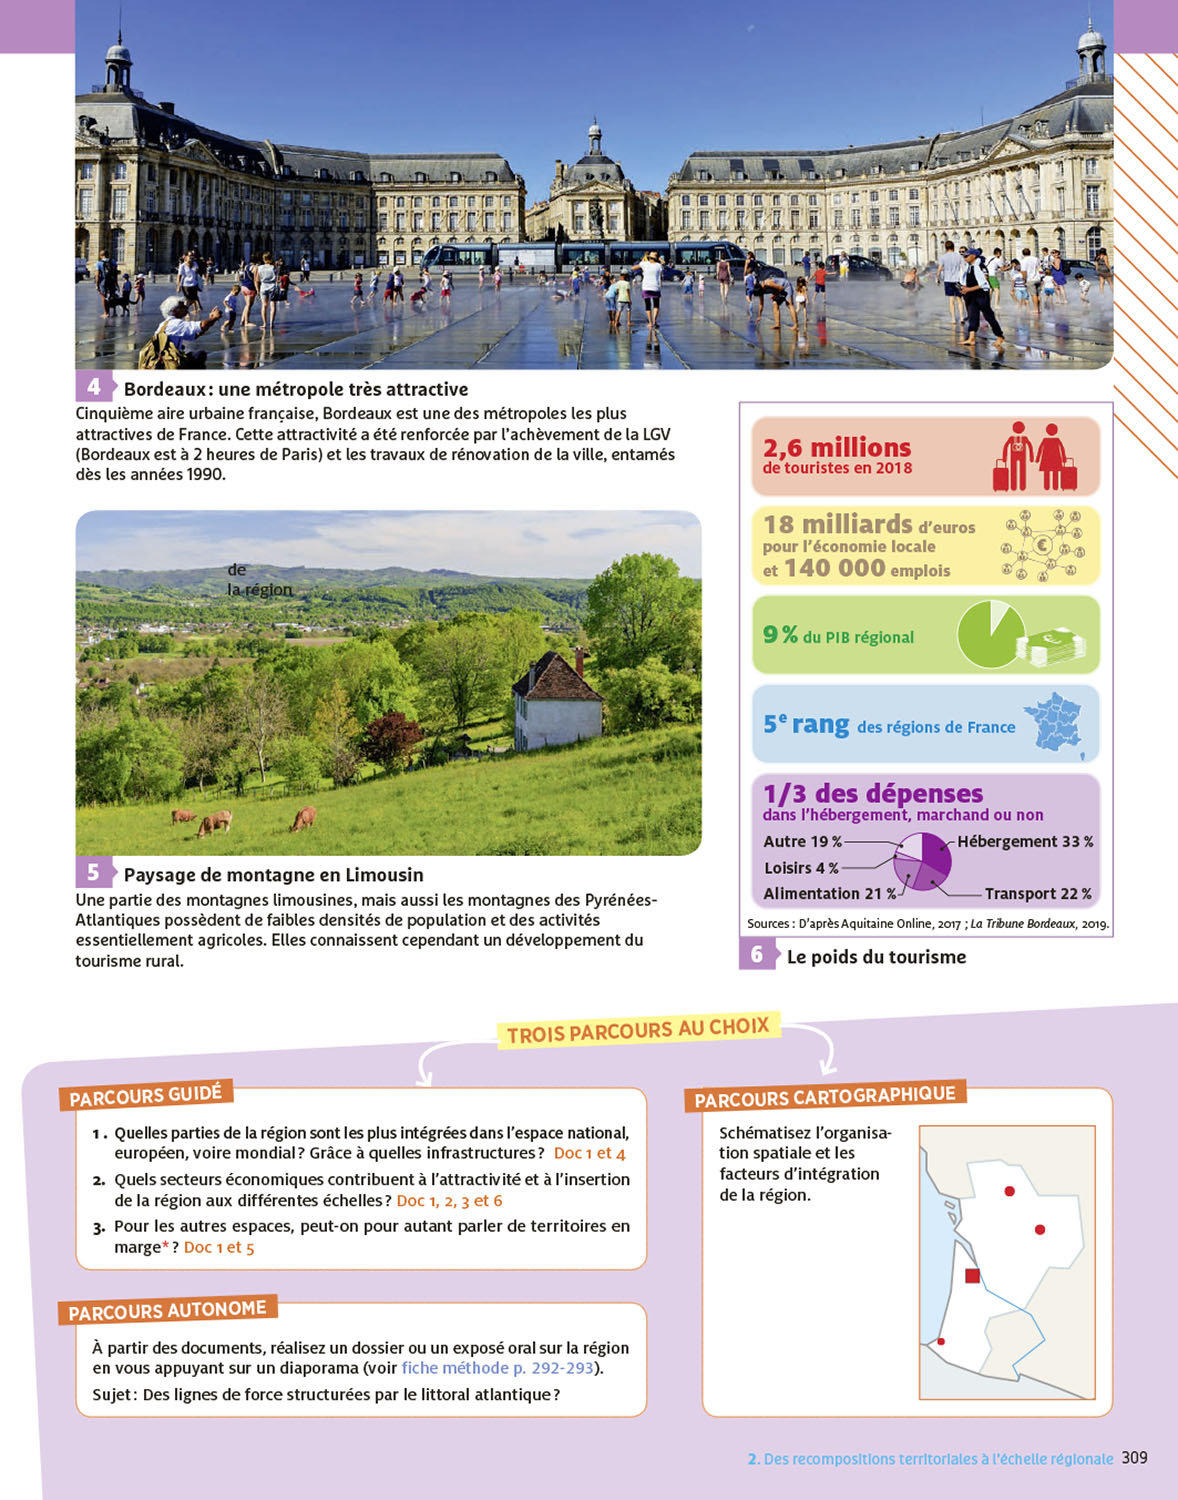 4 Bordeaux : une métropole très attractive
Cinquième aire urbaine française, Bordeaux est une des métropoles les plus
attractives de France. Cette attractivité a été renforcée par l'achèvement de la LGV
(Bordeaux est à 2 heures de Paris) et les travaux de rénovation de la ville, entamés
dès les années 1990.
de
la région
5 Paysage de montagne en Limousin
Une partie des montagnes limousines, mais aussi les montagnes des Pyrénées-
Atlantiques possèdent de faibles densités de population et des activités
essentiellement agricoles. Elles connaissent cependant un développement du
tourisme rural.
2,6 millions
de touristes en 2018
18 milliards d'euros
pour l'économie locale
et 140 000 emplois
€
9 % du PIB régional
5e rang des régions de France
1/3 des dépenses
dans l'hébergement, marchand ou non
Autre 19 %
Hébergement 33 %
Loisirs 4 %
Alimentation 21 %
Transport 22 %
Sources : D'après Aquitaine Online, 2017 ; La Tribune Bordeaux, 2019.
6 Le poids du tourisme
TROIS PARCOURS AU CHOIX
PARCOURS GUIDÉ
1. Quelles parties de la région sont les plus intégrées dans l'espace national,
européen, voire mondial ? Grâce à quelles infrastructures ? Doc 1 et 4
2. Quels secteurs économiques contribuent à l'attractivité et à l'insertion
de la région aux différentes échelles ? Doc 1, 2, 3 et 6
3. Pour les autres espaces, peut-on pour autant parler de territoires en
marge* ? Doc 1 et 5
PARCOURS AUTONOME
À partir des documents, réalisez un dossier ou un exposé oral sur la région
en vous appuyant sur un diaporama (voir fiche méthode p. 292-293).
Sujet : Des lignes de force structurées par le littoral atlantique ?
PARCOURS CARTOGRAPHIQUE
Schématisez l'organisa-
tion spatiale et les
facteurs d'intégration
de la région.
2. Des recompositions territoriales à l'échelle régionale 309